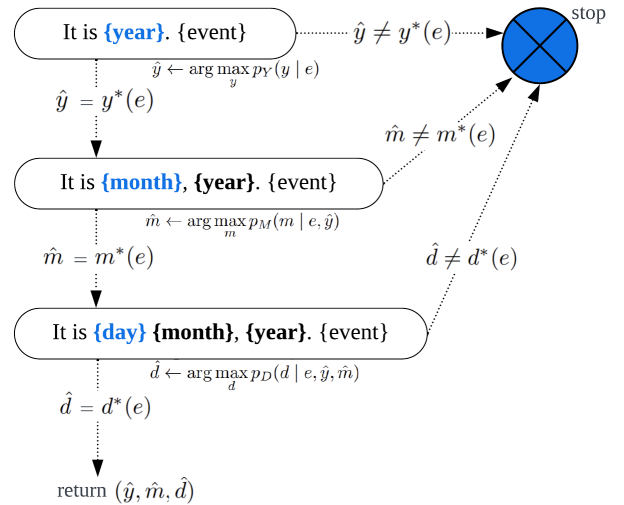 It is {year}. {event}
ŷ ≠ y*(e)
stop
ŷ ← arg max_y p_Y(y | e)
ŷ = y*(e)
m̂ ≠ m*(e)
It is {month}, {year}. {event}
m̂ ← arg max_m p_M(m | e, ŷ)
m̂ = m*(e)
d̂ ≠ d*(e)
It is {day} {month}, {year}. {event}
d̂ ← arg max_d p_D(d | e, ŷ, m̂)
d̂ = d*(e)
return (ŷ, m̂, d̂)